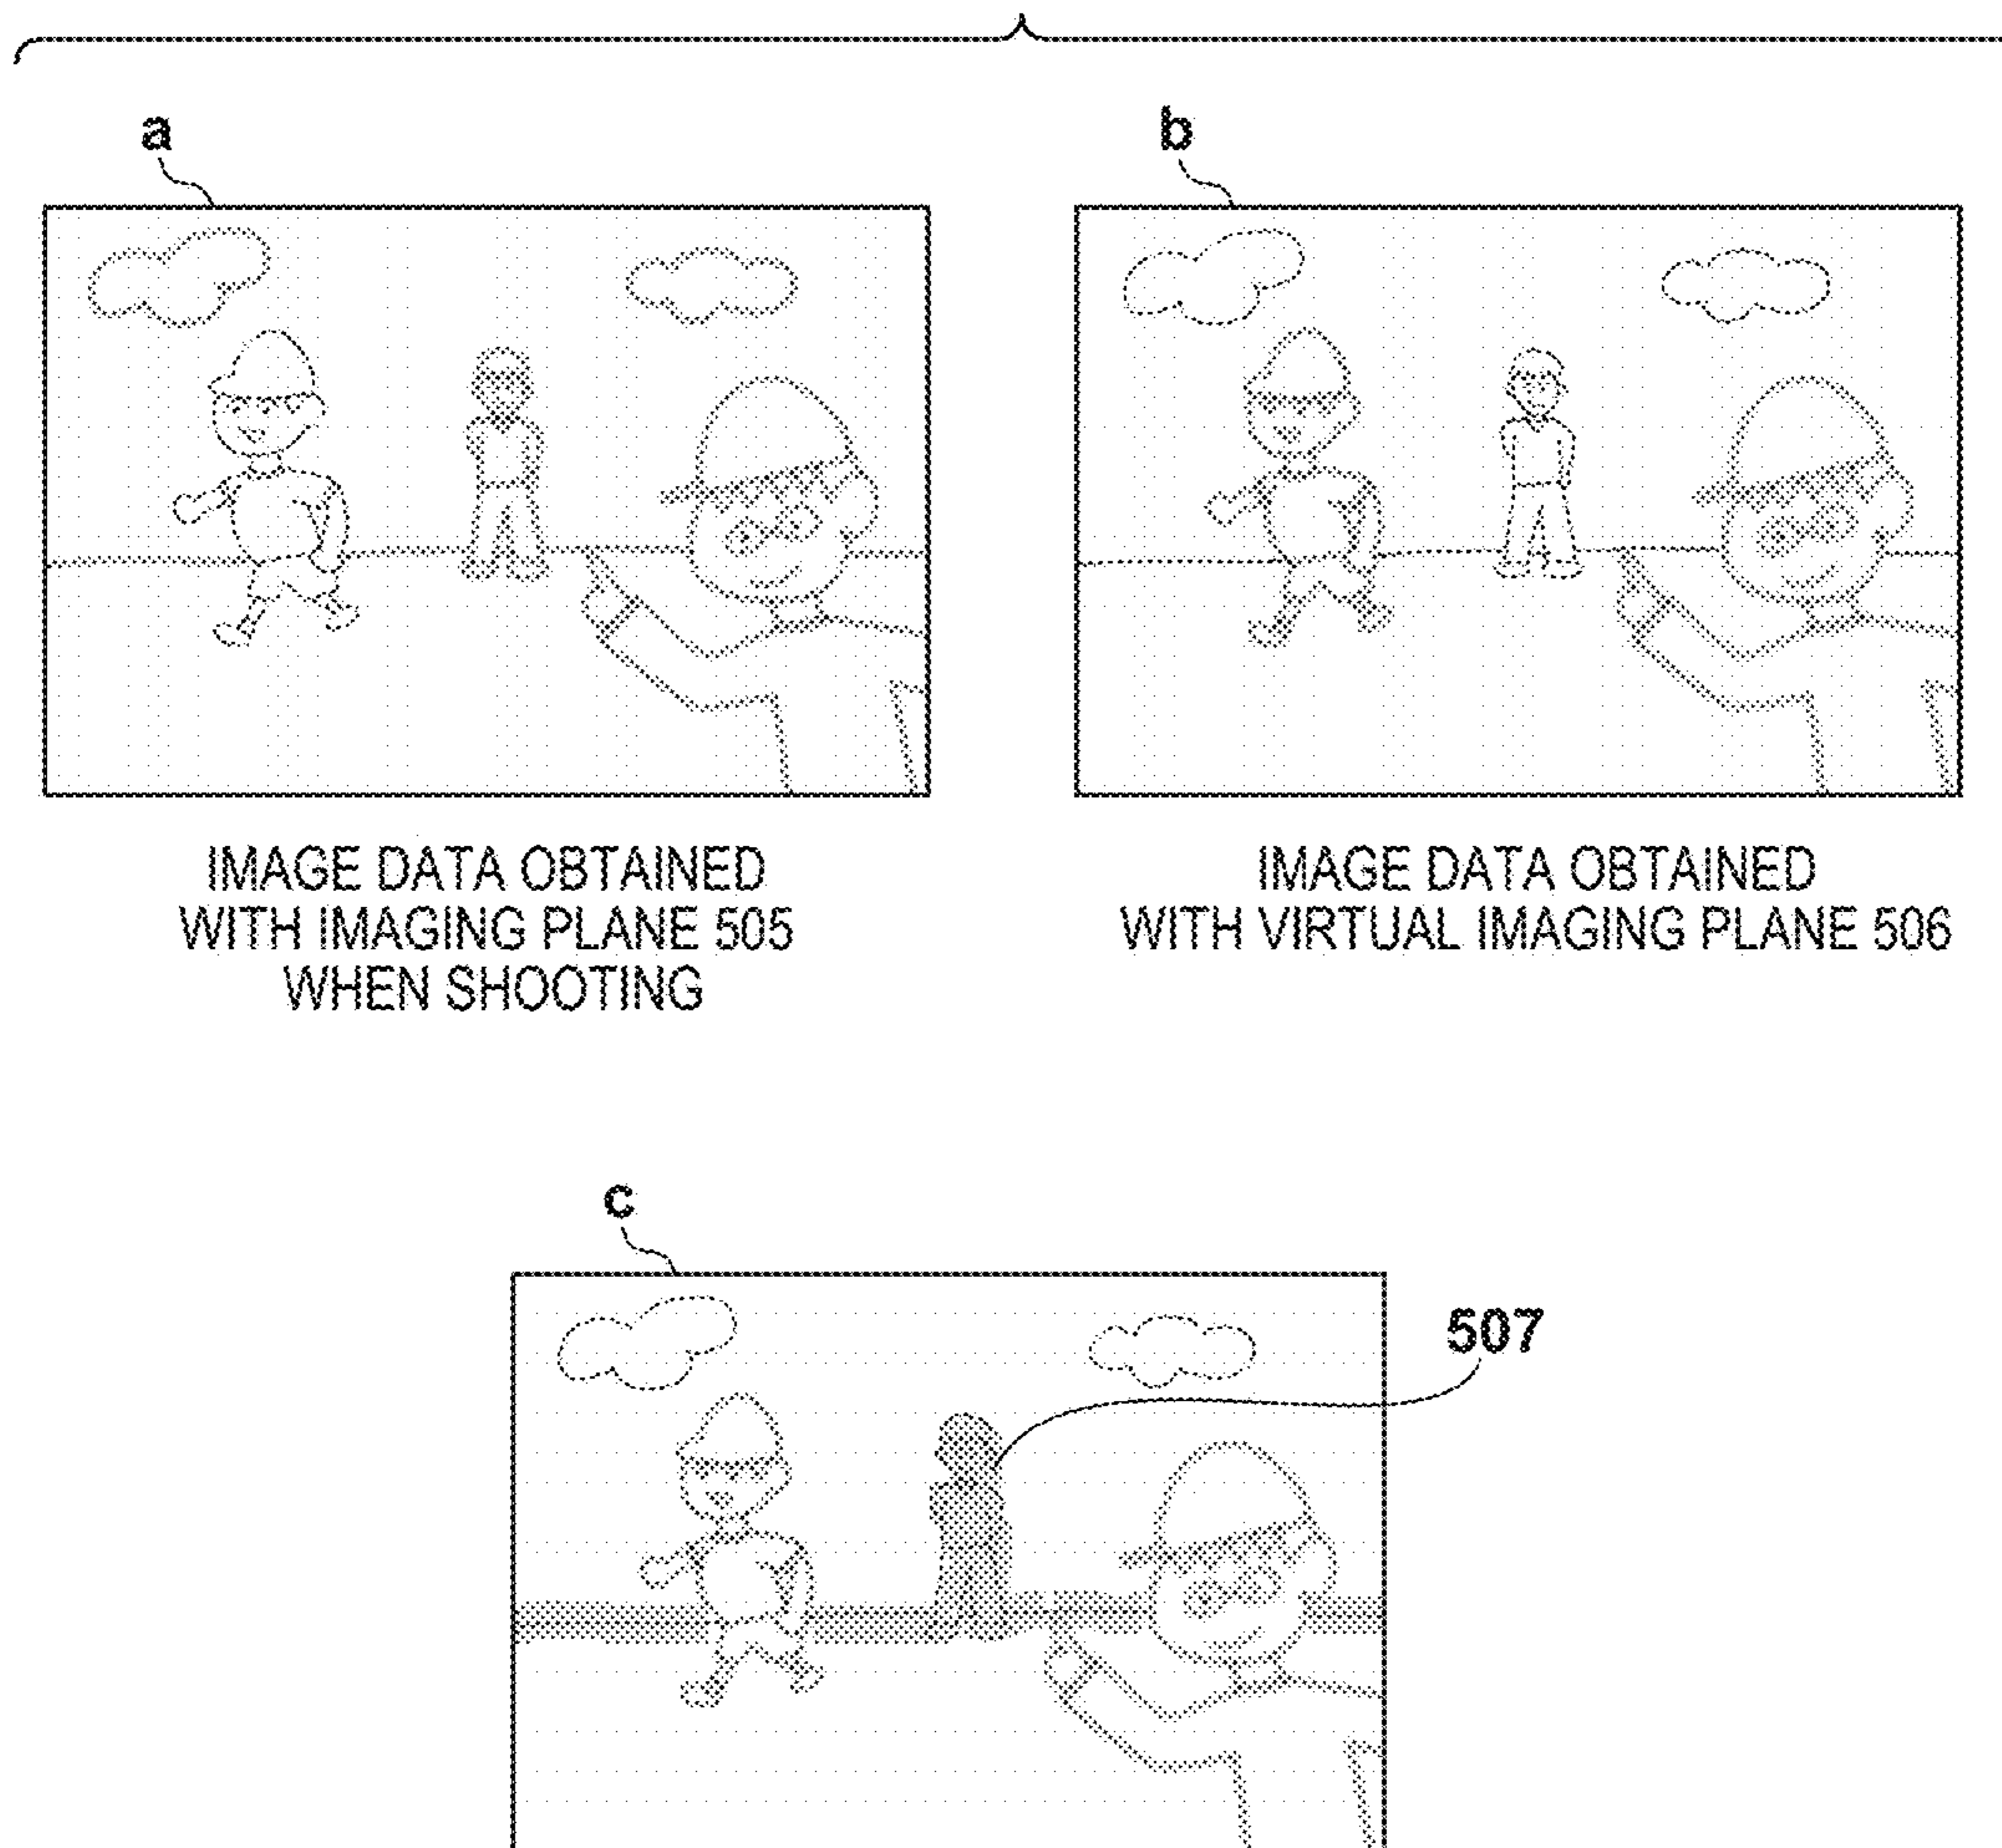 a
b
IMAGE DATA OBTAINED
WITH IMAGING PLANE 505
WHEN SHOOTING
IMAGE DATA OBTAINED
WITH VIRTUAL IMAGING PLANE 506
c
507